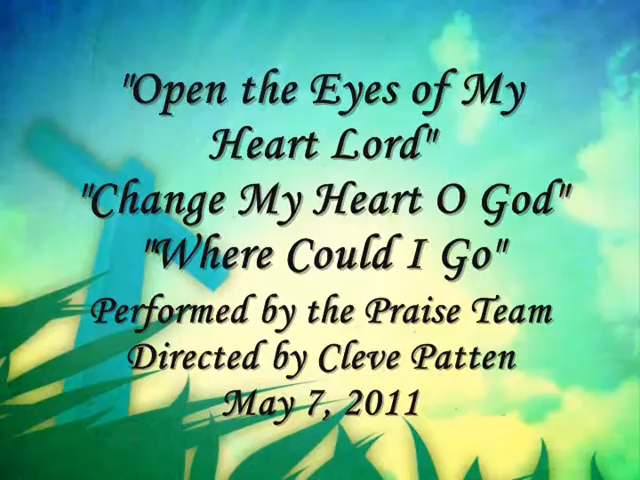 "Open the Eyes of My
Heart Lord"
"Change My Heart O God"
"Where Could I Go"
Performed by the Praise Team
Directed by Cleve Patten
May 7, 2011